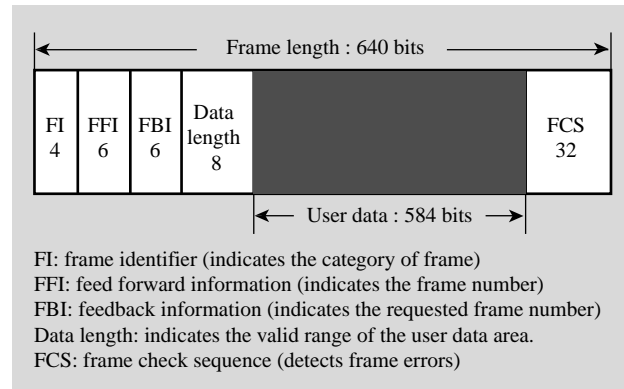 Frame length : 640 bits
FI
4
FFI
6
FBI
6
Data
length
8
FCS
32
User data : 584 bits
FI: frame identifier (indicates the category of frame)
FFI: feed forward information (indicates the frame number)
FBI: feedback information (indicates the requested frame number)
Data length: indicates the valid range of the user data area.
FCS: frame check sequence (detects frame errors)